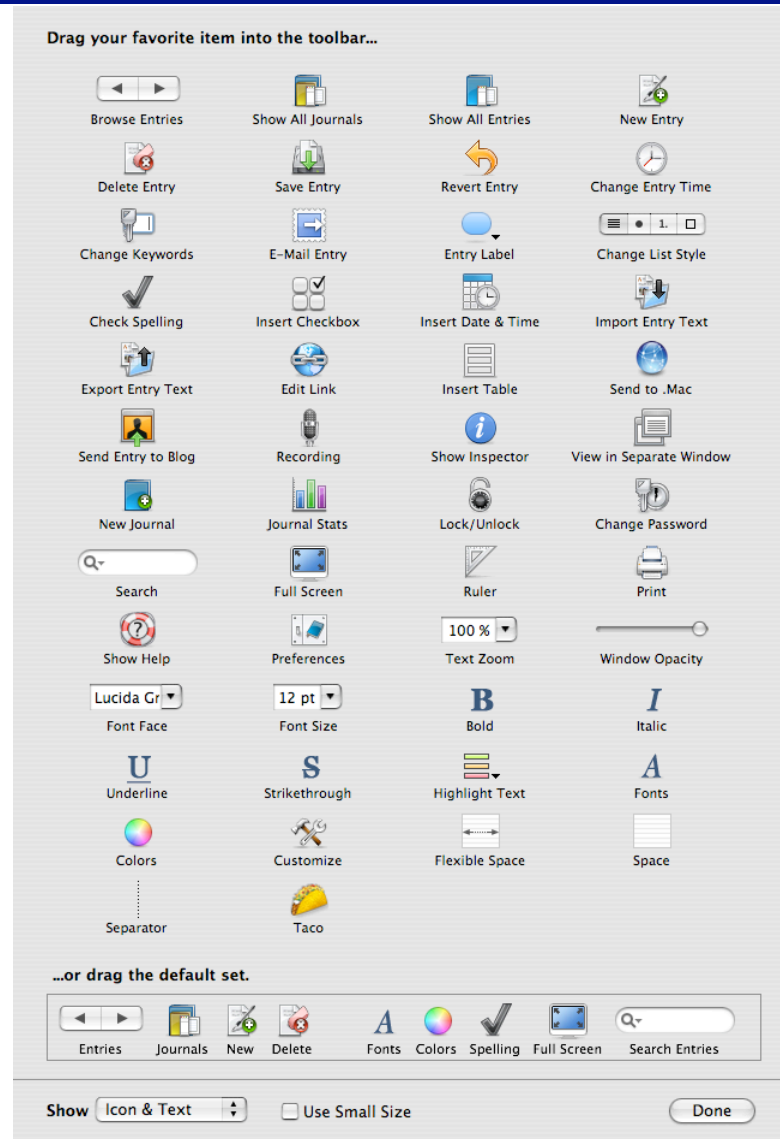 Drag your favorite item into the toolbar...
Browse Entries Show All Journals Show All Entries New Entry
Delete Entry Save Entry Revert Entry Change Entry Time
1.
Change Keywords E-Mail Entry Entry Label Change List Style
Check Spelling Insert Checkbox Insert Date & Time Import Entry Text
Export Entry Text Edit Link Insert Table Send to .Mac
Send Entry to Blog Recording Show Inspector View in Separate Window
New Journal Journal Stats Lock/Unlock Change Password
Search Full Screen Ruler Print
100 %
Show Help Preferences Text Zoom Window Opacity
Lucida Gr 12 pt B I
Font Face Font Size Bold Italic
U S A
Underline Strikethrough Highlight Text Fonts
Colors Customize Flexible Space Space
Separator Taco
...or drag the default set.
A
Entries Journals New Delete Fonts Colors Spelling Full Screen Search Entries
Show Icon & Text Use Small Size Done